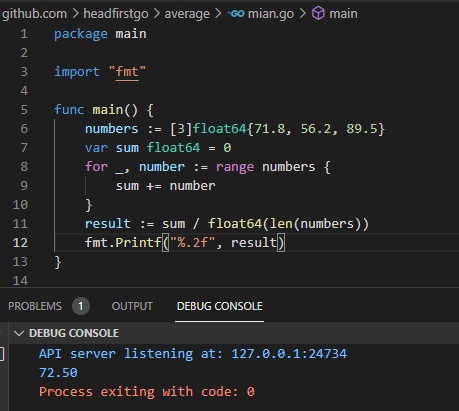 github.com > headfirstgo > average > mian.go > main
1 package main
2
3 import "fmt"
4
5 func main() {
6 numbers := [3]float64{71.8, 56.2, 89.5}
7 var sum float64 = 0
8 for _, number := range numbers {
9 sum += number
10 }
11 result := sum / float64(len(numbers))
12 fmt.Printf("%.2f", result)
13 }
14
PROBLEMS 1 OUTPUT DEBUG CONSOLE
DEBUG CONSOLE
API server listening at: 127.0.0.1:24734
72.50
Process exiting with code: 0